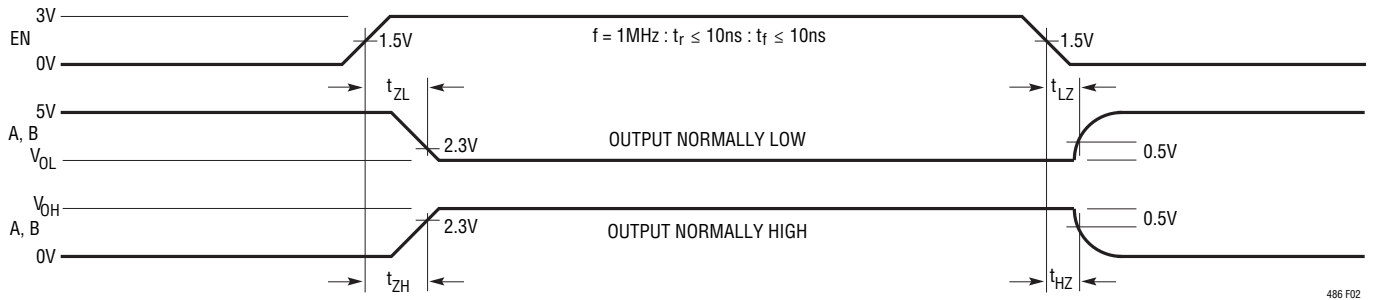 3V
EN
0V
1.5V
f = 1MHz : tr ≤ 10ns : tf ≤ 10ns
1.5V
tZL
tLZ
5V
A, B
VOL
2.3V
OUTPUT NORMALLY LOW
0.5V
VOH
A, B
0V
2.3V
OUTPUT NORMALLY HIGH
0.5V
tZH
tHZ
486 F02